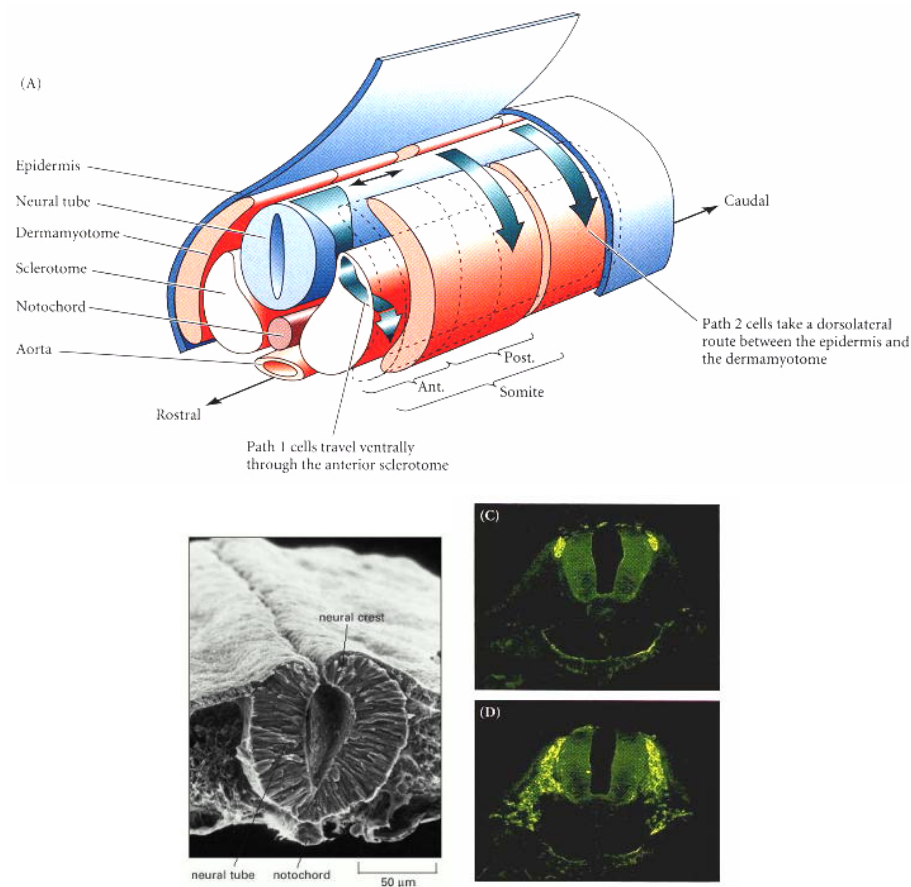 (A)
Epidermis
Neural tube
Dermamyotome
Sclerotome
Notochord
Aorta
Rostral
Caudal
Path 2 cells take a dorsolateral
route between the epidermis and
the dermamyotome
Post.
Ant.
Somite
Path 1 cells travel ventrally
through the anterior sclerotome
neural crest
neural tube
notochord
50 µm
(C)
(D)